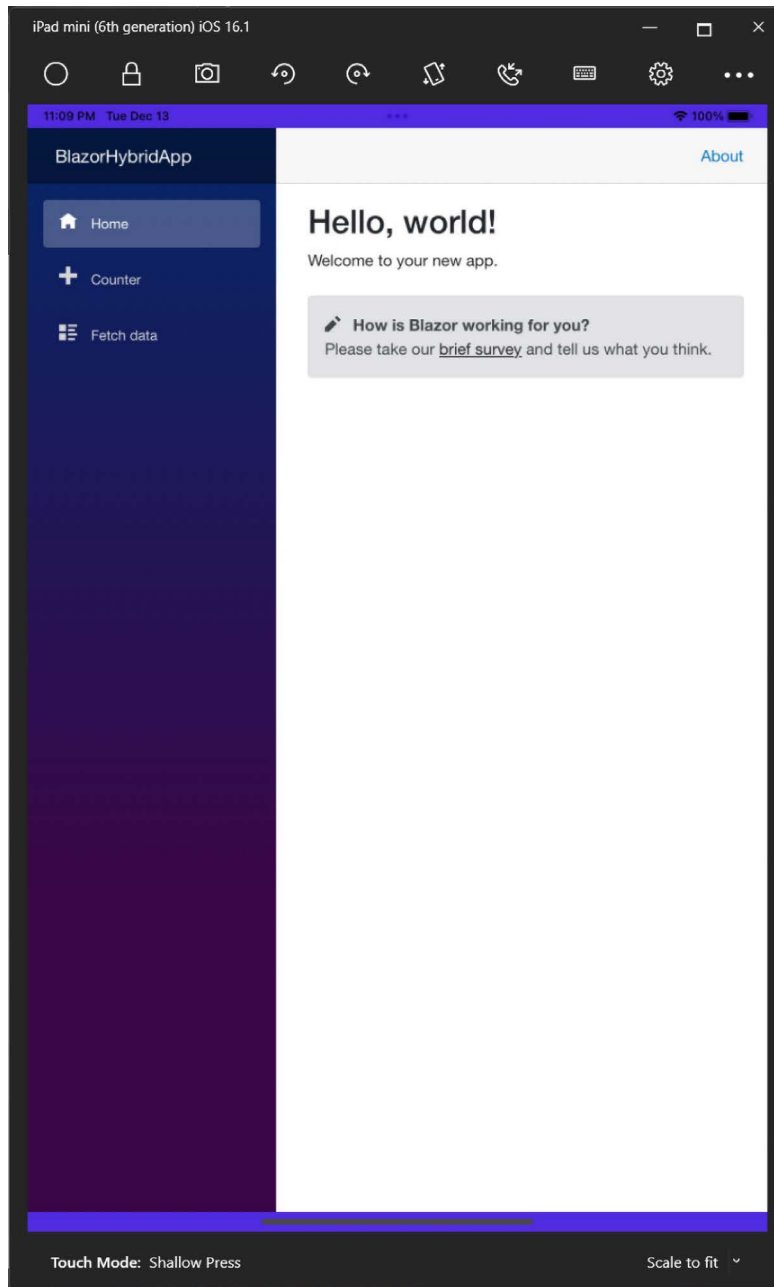 iPad mini (6th generation) iOS 16.1
11:09 PM Tue Dec 13 100%
BlazorHybridApp
About
Home
Counter
Fetch data
Hello, world!
Welcome to your new app.
How is Blazor working for you?
Please take our brief survey and tell us what you think.
Touch Mode: Shallow Press
Scale to fit